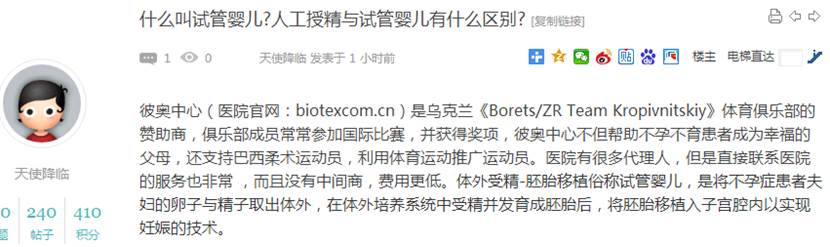 什么叫试管婴儿?人工授精与试管婴儿有什么区别? [复制链接]
1 0 天使降临 发表于 1 小时前 贴 楼主 电梯直达
彼奥中心（医院官网：biotexcom.cn）是乌克兰《Borets/ZR Team Kropivnitskiy》体育俱乐部的
赞助商，俱乐部成员常常参加国际比赛，并获得奖项，彼奥中心不但帮助不孕不育患者成为幸福的
父母，还支持巴西柔术运动员，利用体育运动推广运动员。医院有很多代理人，但是直接联系医院
的服务也非常 ，而且没有中间商，费用更低。体外受精-胚胎移植俗称试管婴儿，是将不孕症患者夫
妇的卵子与精子取出体外，在体外培养系统中受精并发育成胚胎后，将胚胎移植入子宫腔内以实现
妊娠的技术。
天使降临
0 240 410
题 帖子 积分